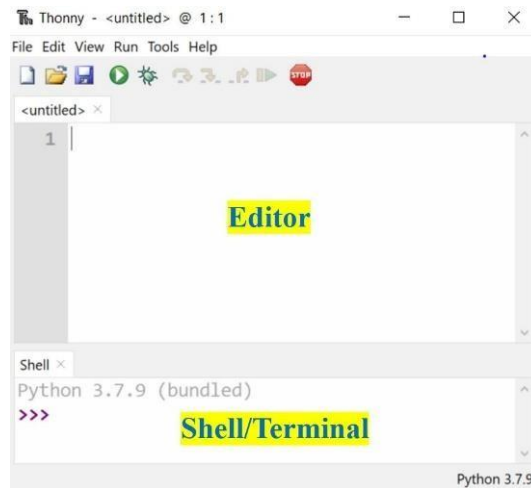 Thonny - <untitled> @ 1:1
File Edit View Run Tools Help
STOP
<untitled> ×
1
Editor
Shell ×
Python 3.7.9 (bundled)
>>>
Shell/Terminal
Python 3.7.9